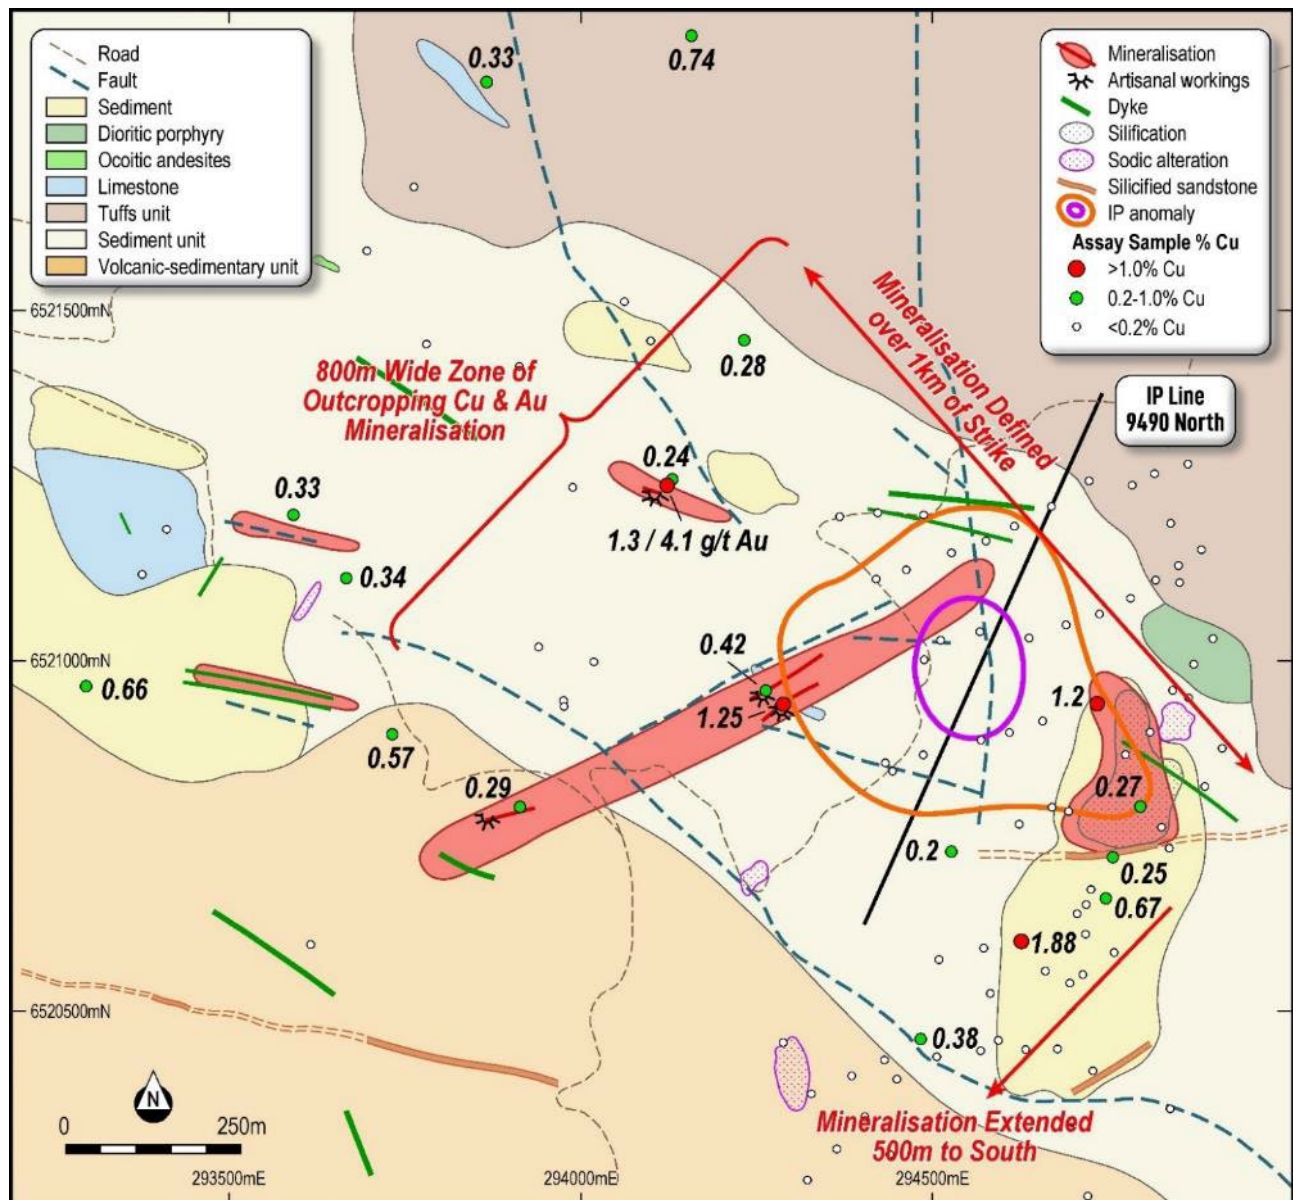 Road
Fault
Sediment
Dioritic porphyry
Ocoitic andesites
Limestone
Tuffs unit
Sediment unit
Volcanic-sedimentary unit
Mineralisation
Artisanal workings
Dyke
Silification
Sodic alteration
Silicified sandstone
IP anomaly
Assay Sample % Cu
>1.0% Cu
0.2-1.0% Cu
<0.2% Cu
0.33
0.74
6521500mN
0.28
800m Wide Zone of
Outcropping Cu & Au
Mineralisation
Mineralisation Defined
over 1km of Strike
IP Line
9490 North
0.24
1.3 / 4.1 g/t Au
0.33
0.34
6521000mN
0.66
0.42
1.25
1.2
0.57
0.29
0.27
0.2
0.25
0.67
1.88
6520500mN
0.38
N
0
250m
Mineralisation Extended
500m to South
293500mE
294000mE
294500mE